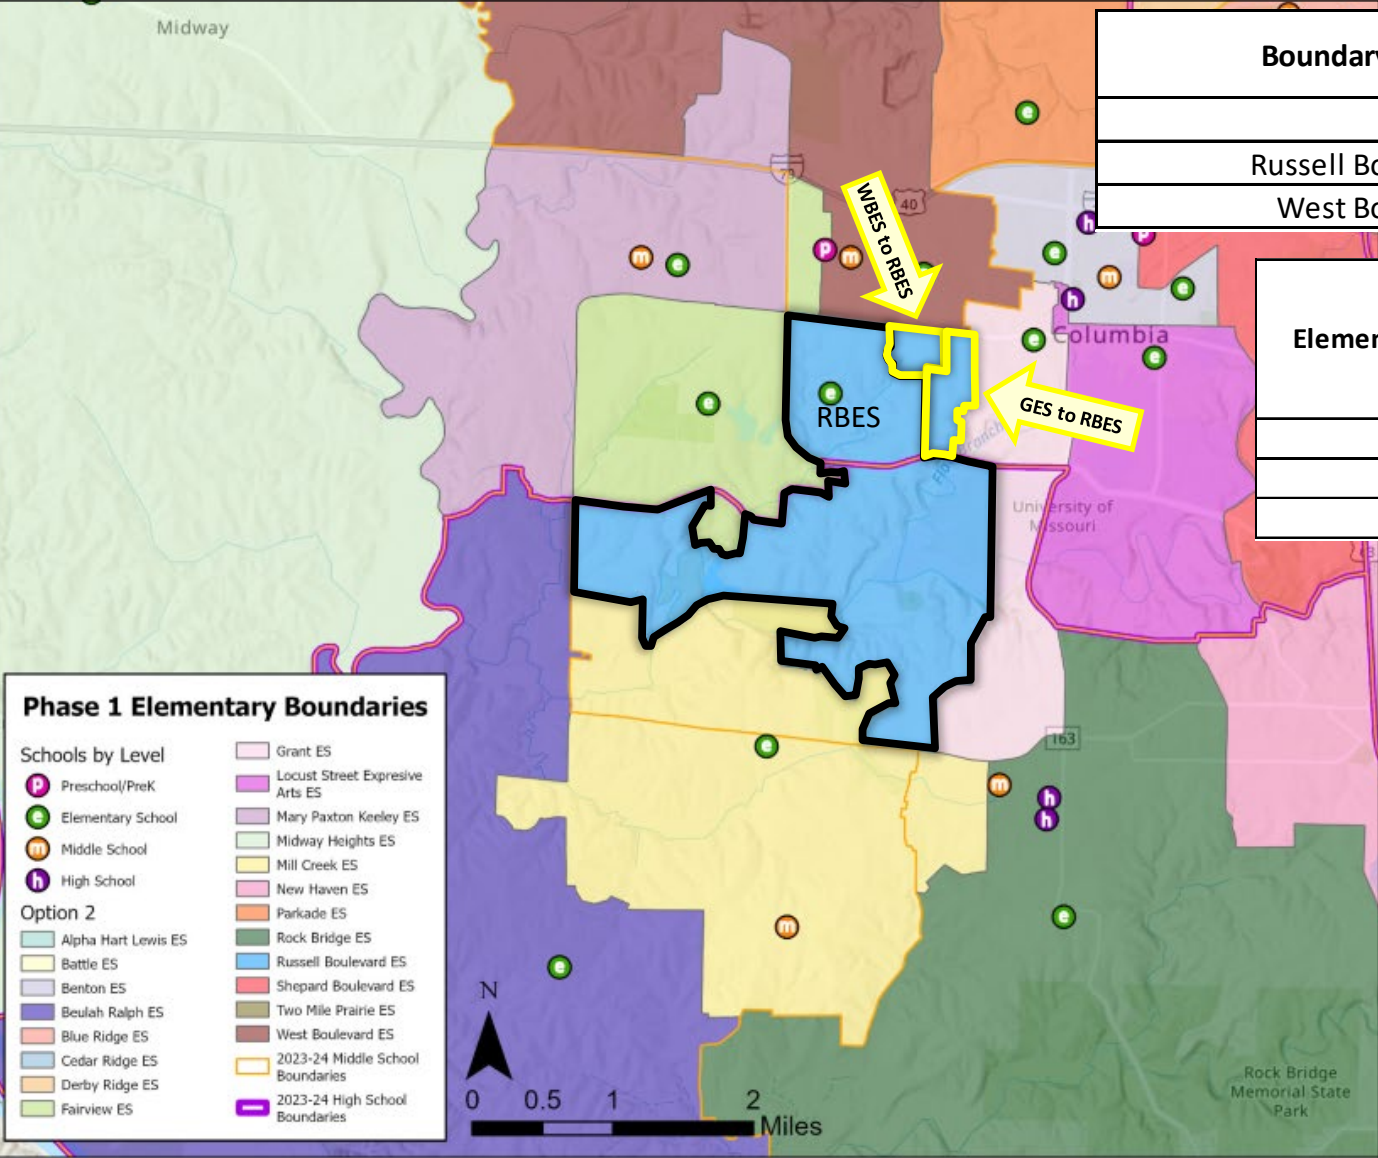 Midway
Boundary
Russell Bo
West Bo
Elemen
40
WBES to RBES
Columbia
RBES
GES to RBES
University of
Missouri
163
Phase 1 Elementary Boundaries
Schools by Level
p Preschool/PreK
e Elementary School
m Middle School
h High School
Option 2
Alpha Hart Lewis ES
Battle ES
Benton ES
Beulah Ralph ES
Blue Ridge ES
Cedar Ridge ES
Derby Ridge ES
Fairview ES
Grant ES
Locust Street Expresive
Arts ES
Mary Paxton Keeley ES
Midway Heights ES
Mill Creek ES
New Haven ES
Parkade ES
Rock Bridge ES
Russell Boulevard ES
Shepard Boulevard ES
Two Mile Prairie ES
West Boulevard ES
2023-24 Middle School
Boundaries
2023-24 High School
Boundaries
N
0 0.5 1 2
Miles
Rock Bridge
Memorial State
Park